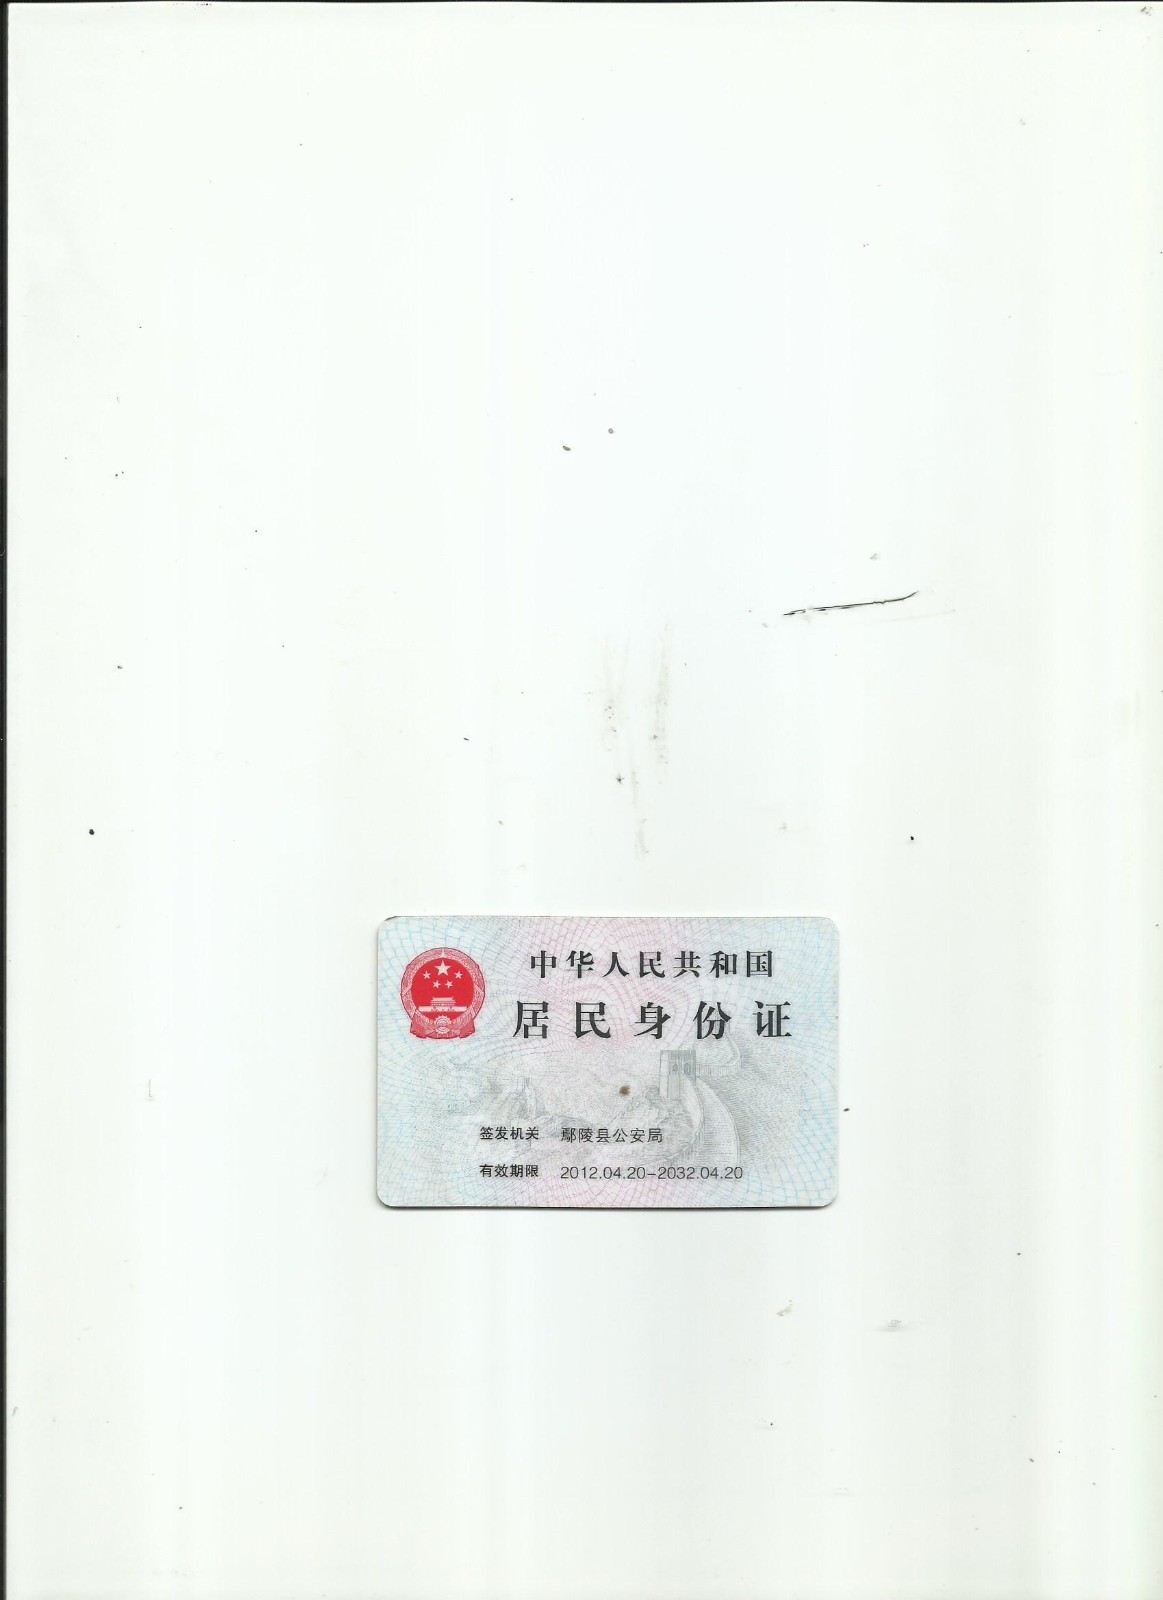 中华人民共和国
居民身份证
签发机关 鄢陵县公安局
有效期限 2012.04.20-2032.04.20